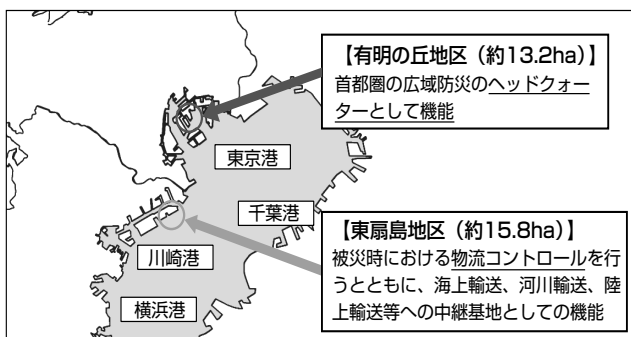 【有明の丘地区（約13.2ha）】
首都圏の広域防災のヘッドクォー
ターとして機能
東京港
千葉港
【東扇島地区（約15.8ha）】
被災時における物流コントロールを行
うとともに、海上輸送、河川輸送、陸
上輸送等への中継基地としての機能
川崎港
横浜港